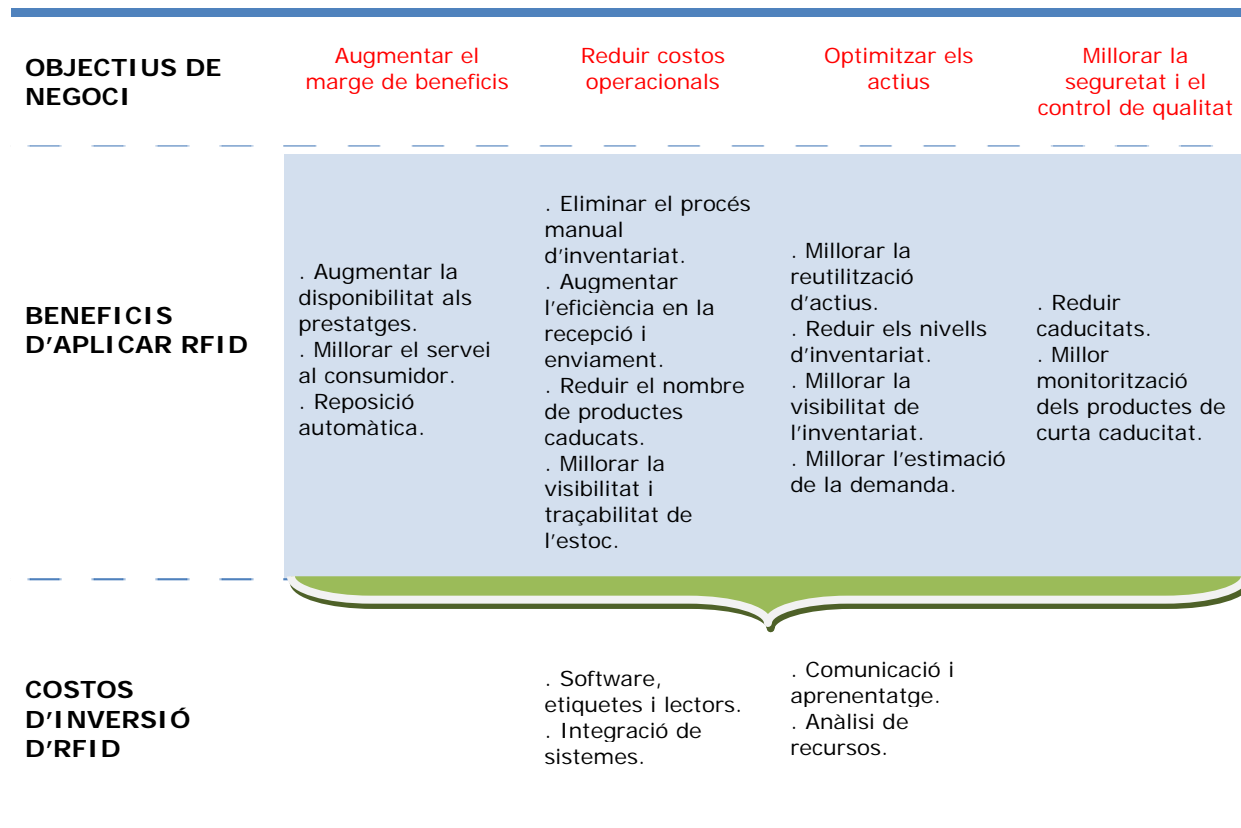 OBJECTIUS DE
NEGOCI
Augmentar el
marge de beneficis
Reduir costos
operacionals
Optimitzar els
actius
Millorar la
seguretat i el
control de qualitat
BENEFICIS
D'APLICAR RFID
. Augmentar la
disponibilitat als
prestatges.
. Millorar el servei
al consumidor.
. Reposició
automàtica.
. Eliminar el procés
manual
d'inventariat.
. Augmentar
l'eficiència en la
recepció i
enviament.
. Reduir el nombre
de productes
caducats.
. Millorar la
visibilitat i
traçabilitat de
l'estoc.
. Millorar la
reutilització
d'actius.
. Reduir els nivells
d'inventariat.
. Millorar la
visibilitat de
l'inventariat.
. Millorar l'estimació
de la demanda.
. Reduir
caducitats.
. Millor
monitorització
dels productes de
curta caducitat.
COSTOS
D'INVERSIÓ
D'RFID
. Software,
etiquetes i lectors.
. Integració de
sistemes.
. Comunicació i
aprenentatge.
. Anàlisi de
recursos.